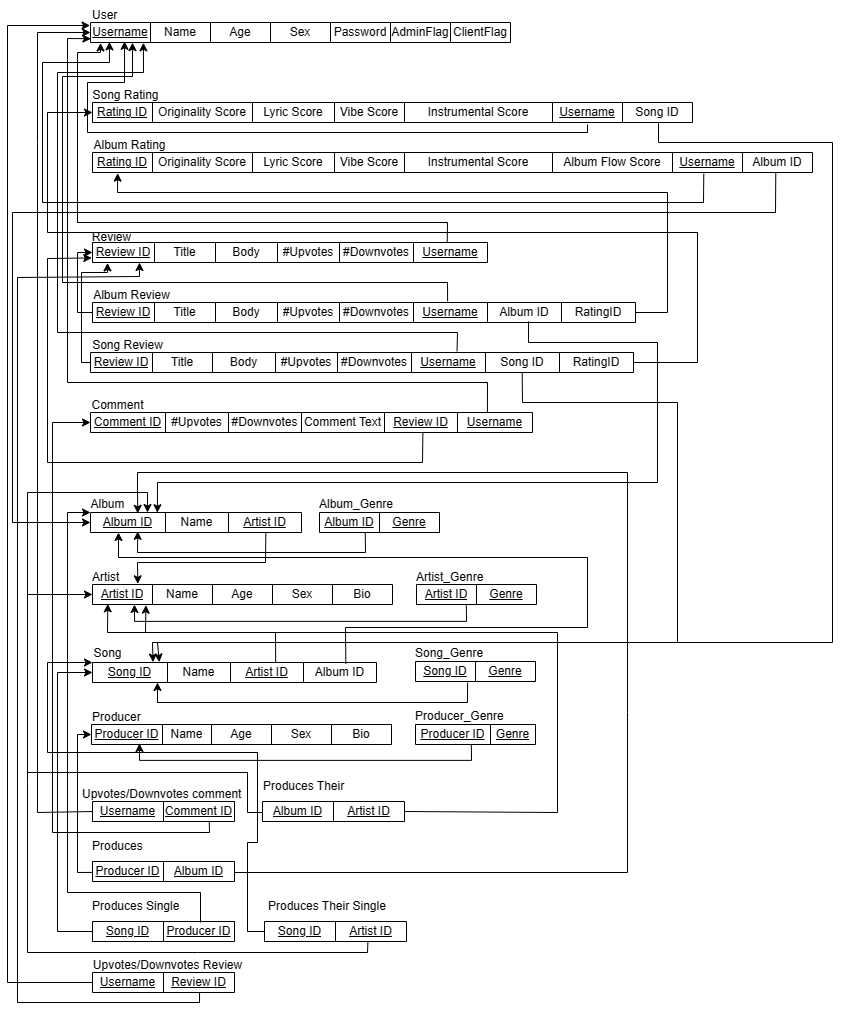 User
Username Name Age Sex Password AdminFlag ClientFlag
Song Rating
Rating ID Originality Score Lyric Score Vibe Score Instrumental Score Username Song ID
Album Rating
Rating ID Originality Score Lyric Score Vibe Score Instrumental Score Album Flow Score Username Album ID
Review
Review ID Title Body #Upvotes #Downvotes Username
Album Review
Review ID Title Body #Upvotes #Downvotes Username Album ID RatingID
Song Review
Review ID Title Body #Upvotes #Downvotes Username Song ID RatingID
Comment
Comment ID #Upvotes #Downvotes Comment Text Review ID Username
Album Album_Genre
Album ID Name Artist ID Album ID Genre
Artist Artist_Genre
Artist ID Name Age Sex Bio Artist ID Genre
Song Song_Genre
Song ID Name Artist ID Album ID Song ID Genre
Producer Producer_Genre
Producer ID Name Age Sex Bio Producer ID Genre
Upvotes/Downvotes comment Produces Their
Username Comment ID Album ID Artist ID
Produces
Producer ID Album ID
Produces Single Produces Their Single
Song ID Producer ID Song ID Artist ID
Upvotes/Downvotes Review
Username Review ID